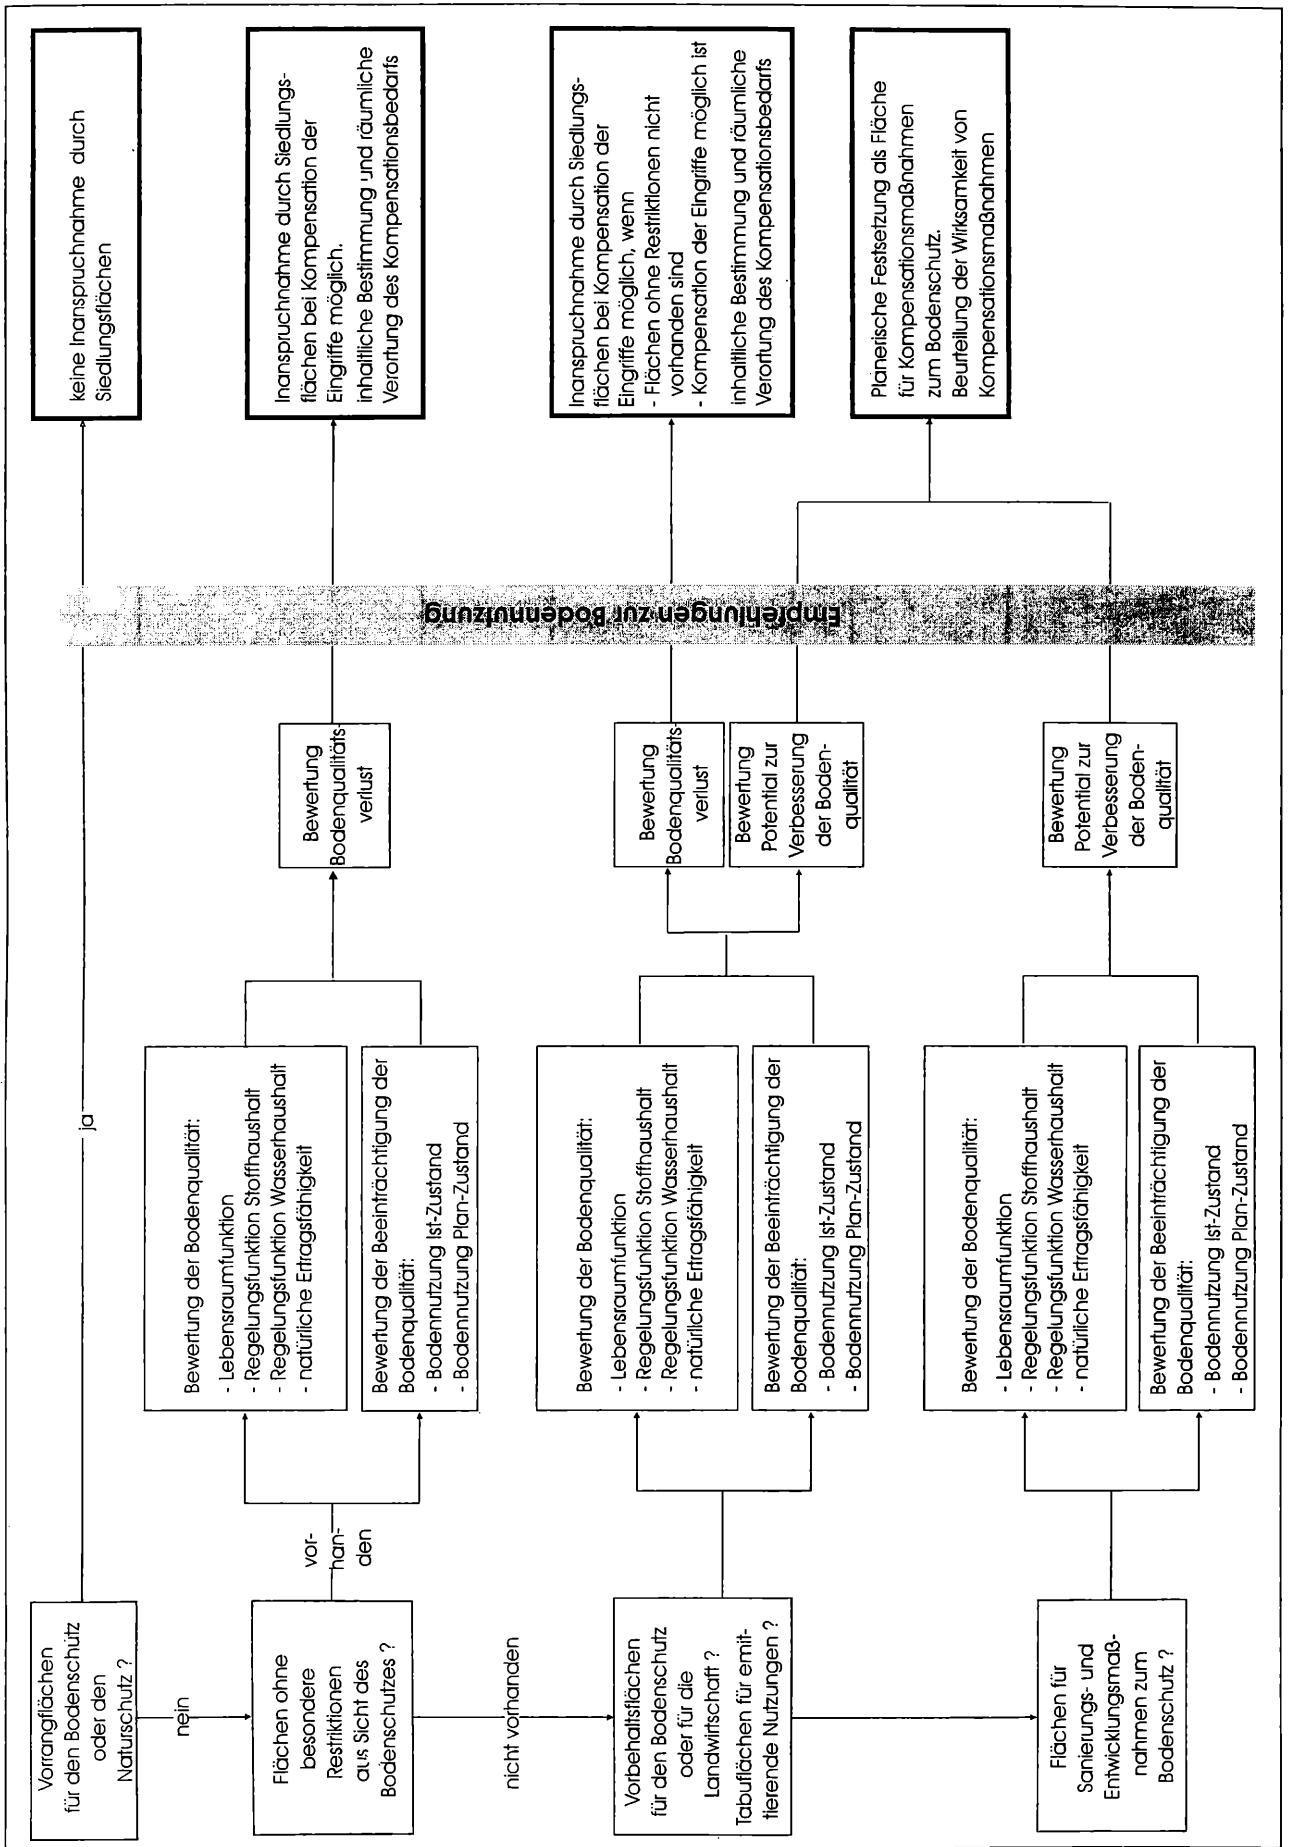 Vorrangflächen
für den Bodenschutz
oder den
Naturschutz ?
ja
keine Inanspruchnahme durch
Siedlungsflächen
nein
Flächen ohne
besondere
Restriktionen
aus Sicht des
Bodenschutzes ?
vor-
han-
den
Bewertung der Bodenqualität:
- Lebensraumfunktion
- Regelungsfunktion Stoffhaushalt
- Regelungsfunktion Wasserhaushalt
- natürliche Ertragsfähigkeit
Bewertung der Beeinträchtigung der
Bodenqualität:
- Bodennutzung Ist-Zustand
- Bodennutzung Plan-Zustand
Bewertung
Bodenqualitäts-
verlust
Inanspruchnahme durch Siedlungs-
flächen bei Kompensation der
Eingriffe möglich.
inhaltliche Bestimmung und räumliche
Verortung des Kompensationsbedarfs
nicht vorhanden
Vorbehaltsflächen
für den Bodenschutz
oder für die
Landwirtschaft ?
Tabuflächen für emit-
tierende Nutzungen ?
Bewertung der Bodenqualität:
- Lebensraumfunktion
- Regelungsfunktion Stoffhaushalt
- Regelungsfunktion Wasserhaushalt
- natürliche Ertragsfähigkeit
Bewertung der Beeinträchtigung der
Bodenqualität:
- Bodennutzung Ist-Zustand
- Bodennutzung Plan-Zustand
Bewertung
Bodenqualitäts-
verlust
Bewertung
Potential zur
Verbesserung
der Boden-
qualität
Empfehlungen zur Bodennutzung
Inanspruchnahme durch Siedlungs-
flächen bei Kompensation der
Eingriffe möglich, wenn
- Flächen ohne Restriktionen nicht
vorhanden sind
- Kompensation der Eingriffe möglich ist
inhaltliche Bestimmung und räumliche
Verortung des Kompensationsbedarfs
Flächen für
Sanierungs- und
Entwicklungsmaß-
nahmen zum
Bodenschutz ?
Bewertung der Bodenqualität:
- Lebensraumfunktion
- Regelungsfunktion Stoffhaushalt
- Regelungsfunktion Wasserhaushalt
- natürliche Ertragsfähigkeit
Bewertung der Beeinträchtigung der
Bodenqualität:
- Bodennutzung Ist-Zustand
- Bodennutzung Plan-Zustand
Bewertung
Potential zur
Verbesserung
der Boden-
qualität
Planerische Festsetzung als Fläche
für Kompensationsmaßnahmen
zum Bodenschutz.
Beurteilung der Wirksamkeit von
Kompensationsmaßnahmen